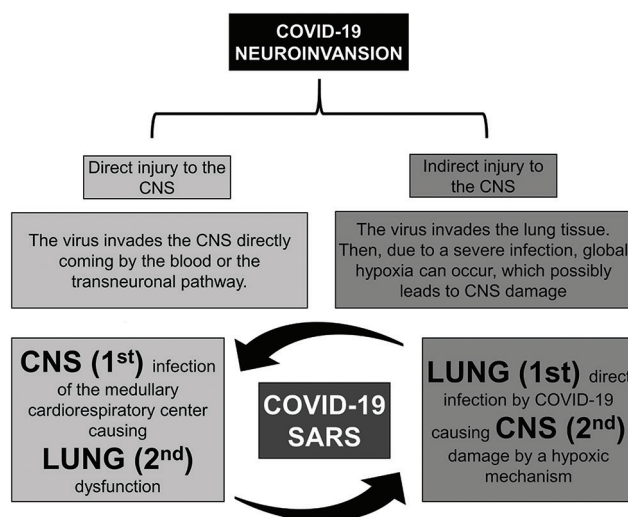 COVID-19
NEUROINVANSION
Direct injury to the
CNS
Indirect injury to
the CNS
The virus invades the CNS directly
coming by the blood or the
transneuronal pathway.
The virus invades the lung tissue.
Then, due to a severe infection, global
hypoxia can occur, which possibly
leads to CNS damage
CNS (1st) infection
of the medullary
cardiorespiratory center
causing
LUNG (2nd)
dysfunction
COVID-19
SARS
LUNG (1st) direct
infection by COVID-19
causing CNS (2nd)
damage by a hypoxic
mechanism